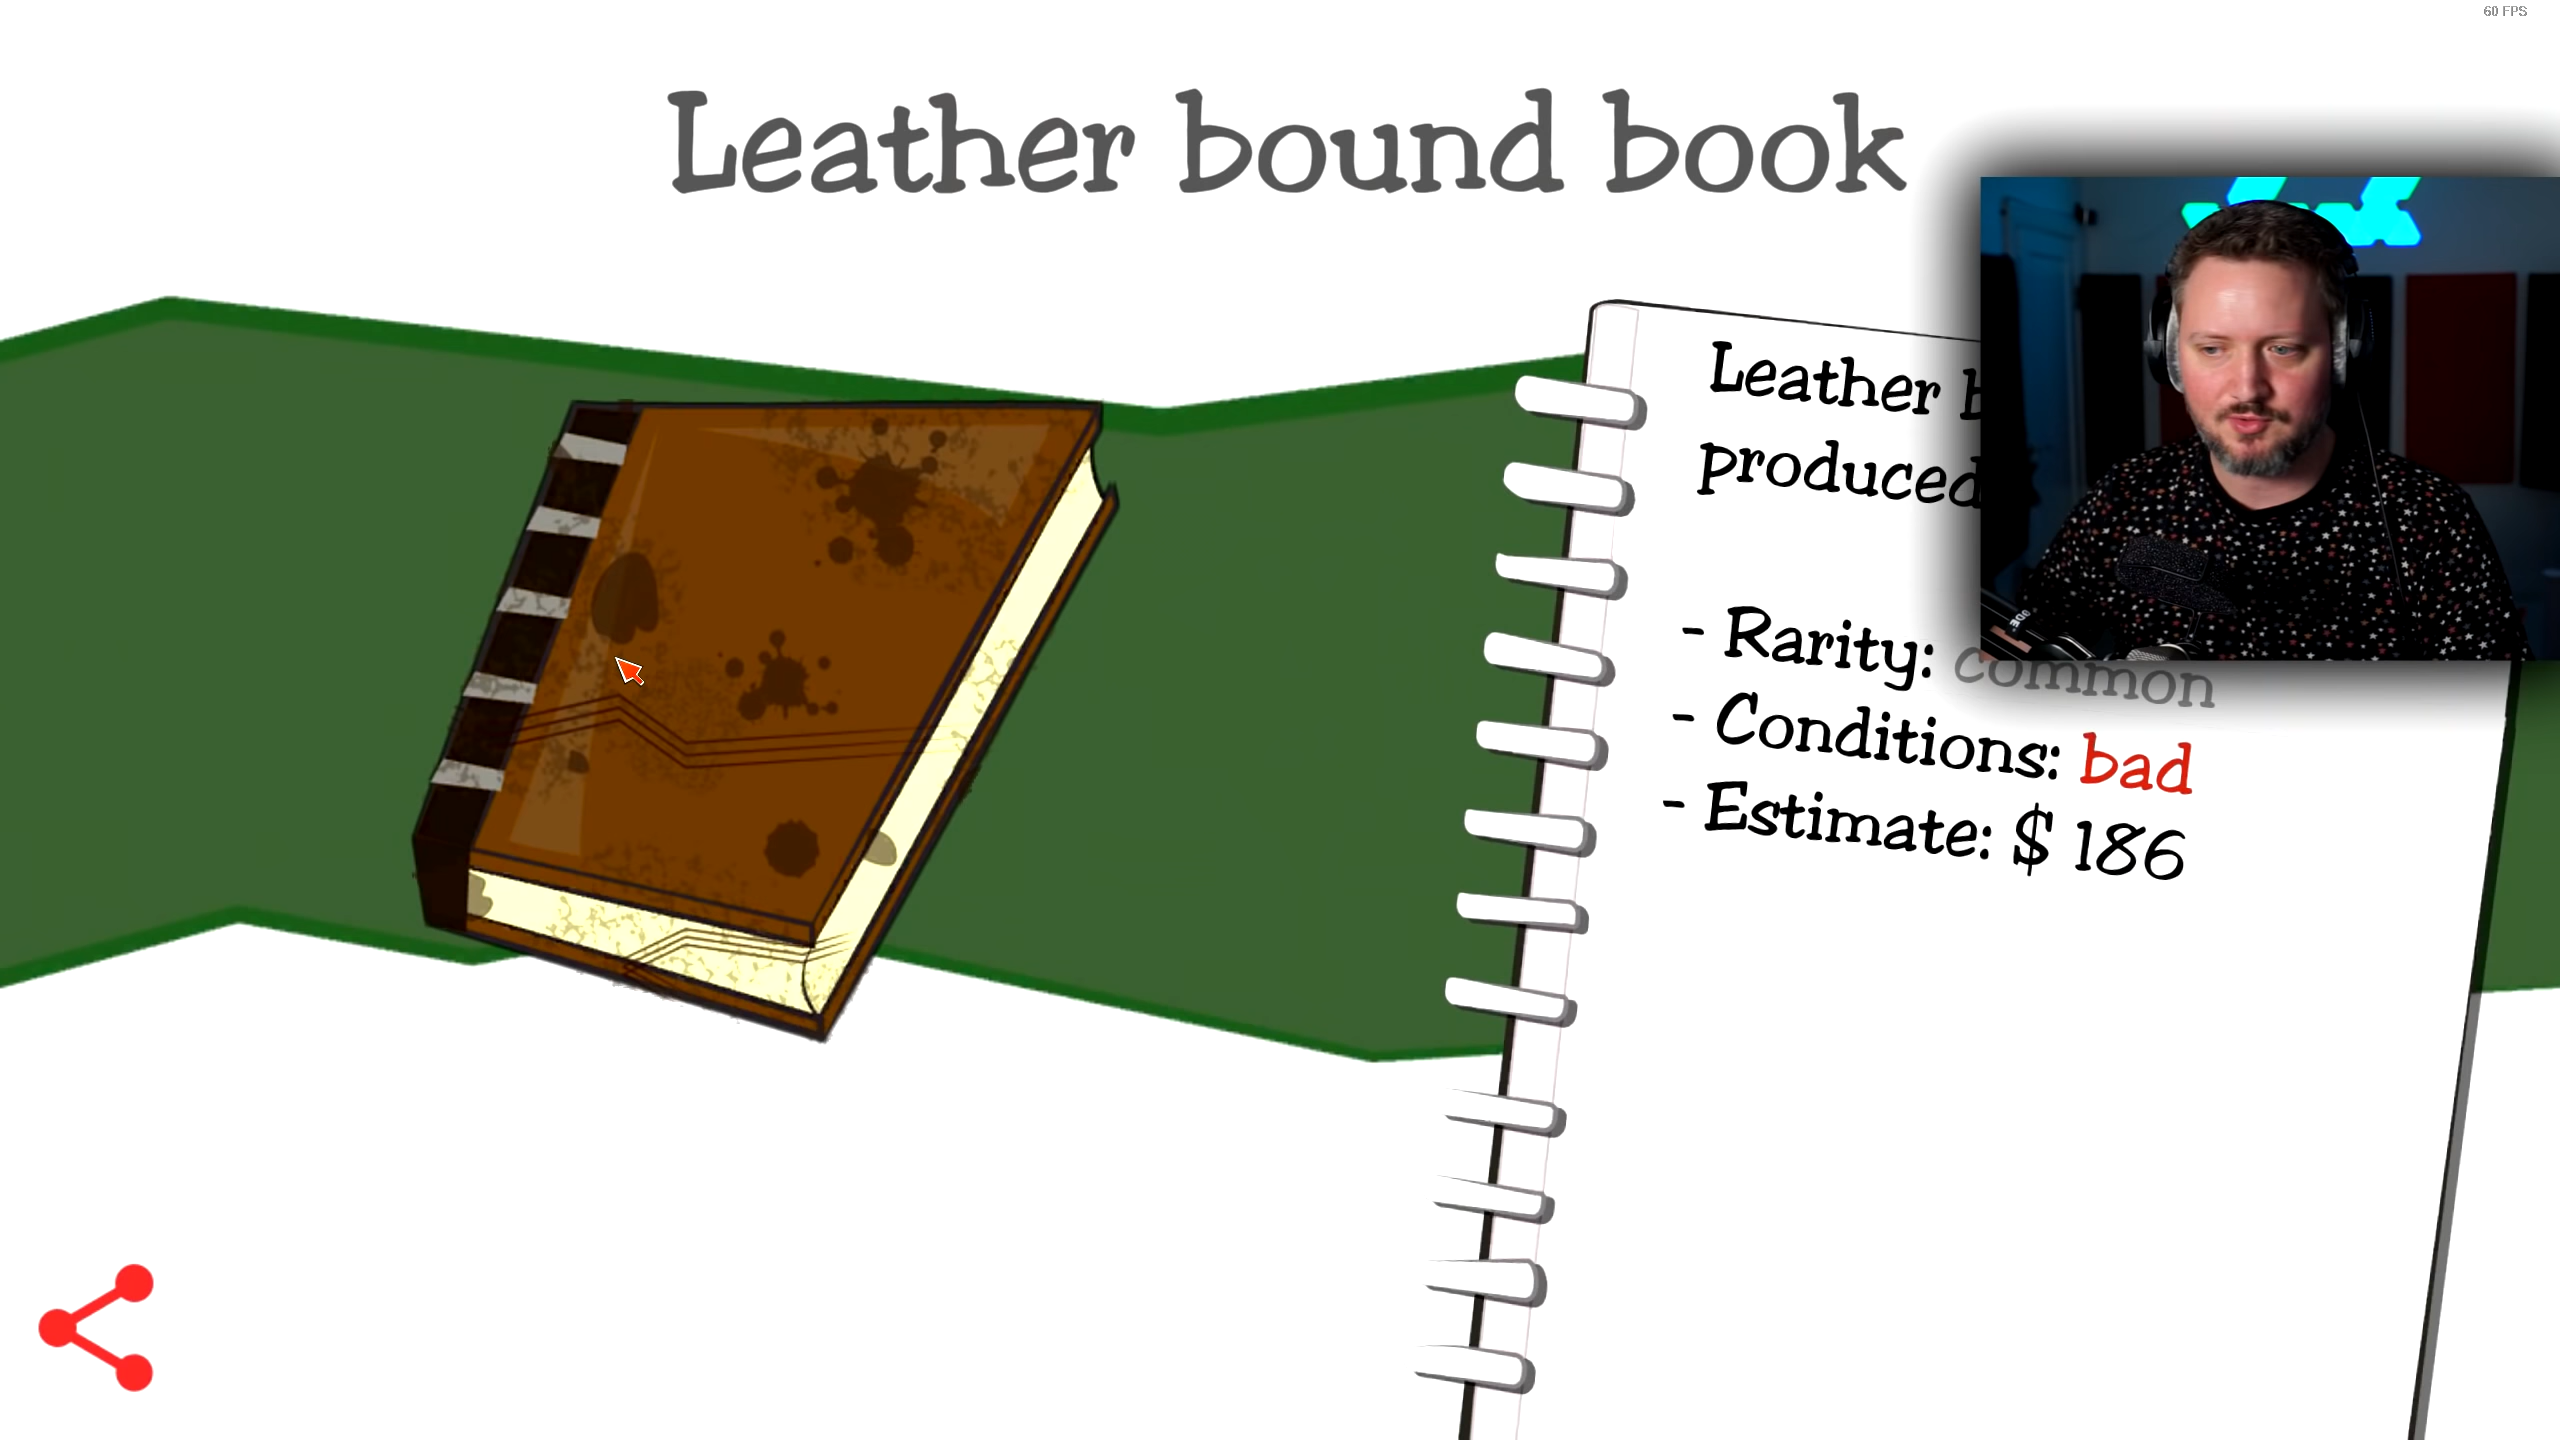 60 FPS
Leather bound book
Leather
produced
- Rarity: common
- Conditions: bad
- Estimate: $ 186